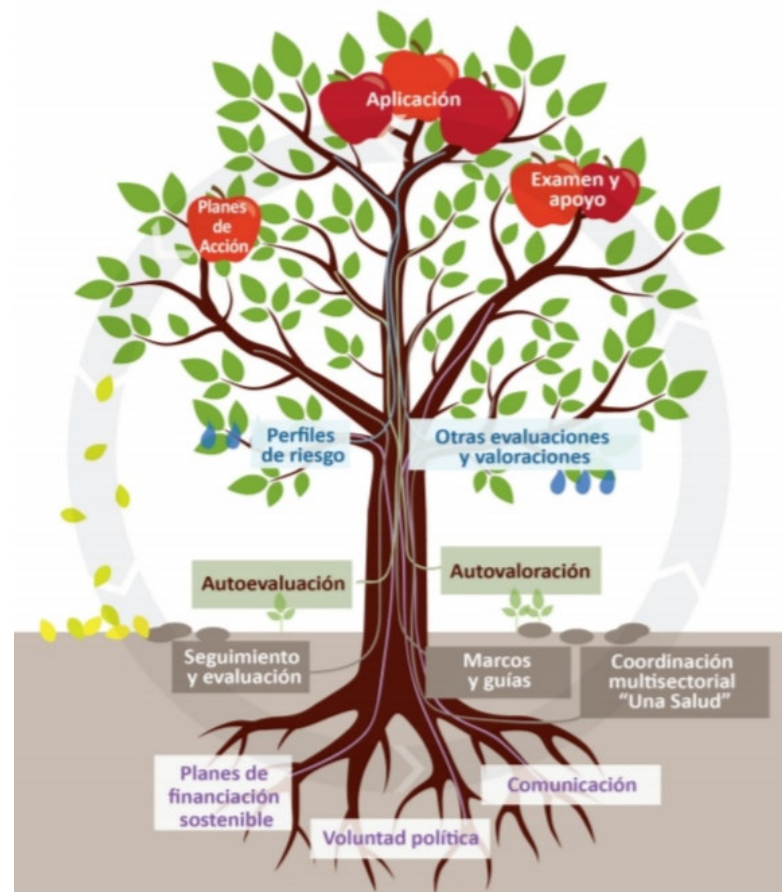 Aplicación
Planes
de
Acción
Examen y
apoyo
Perfiles
de riesgo
Otras evaluaciones
y valoraciones
Autoevaluación
Autovaloración
Seguimiento
y evaluación
Marcos
y guías
Coordinación
multisectorial
“Una Salud”
Planes de
financiación
sostenible
Voluntad política
Comunicación